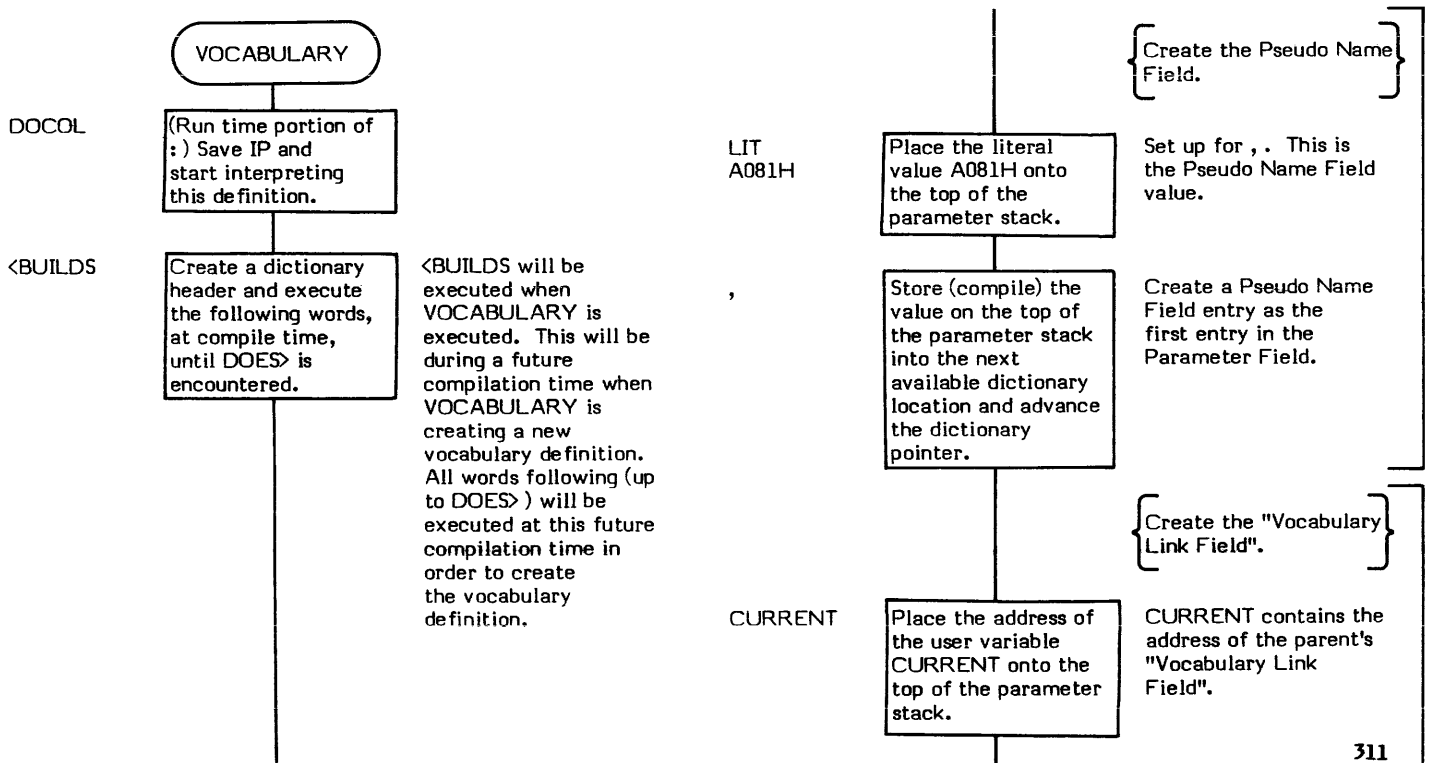 VOCABULARY
DOCOL
(Run time portion of
: ) Save IP and
start interpreting
this definition.
<BUILDS
Create a dictionary
header and execute
the following words,
at compile time,
until DOES> is
encountered.
<BUILDS will be
executed when
VOCABULARY is
executed. This will be
during a future
compilation time when
VOCABULARY is
creating a new
vocabulary definition.
All words following (up
to DOES> ) will be
executed at this future
compilation time in
order to create
the vocabulary
definition.
Create the Pseudo Name
Field.
LIT
A081H
Place the literal
value A081H onto
the top of the
parameter stack.
Set up for , . This is
the Pseudo Name Field
value.
,
Store (compile) the
value on the top of
the parameter stack
into the next
available dictionary
location and advance
the dictionary
pointer.
Create a Pseudo Name
Field entry as the
first entry in the
Parameter Field.
Create the "Vocabulary
Link Field".
CURRENT
Place the address of
the user variable
CURRENT onto the
top of the parameter
stack.
CURRENT contains the
address of the parent's
"Vocabulary Link
Field".
311